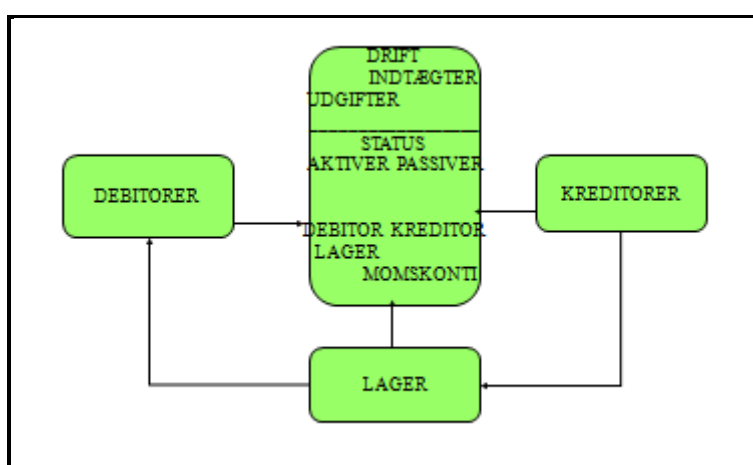 DRIFT
INDTÆGTER
UDGIFTER
STATUS
AKTIVER PASSIVER
DEBITORER
KREDITORER
DEBITOR KREDITOR
LAGER
MOMSKONTI
LAGER